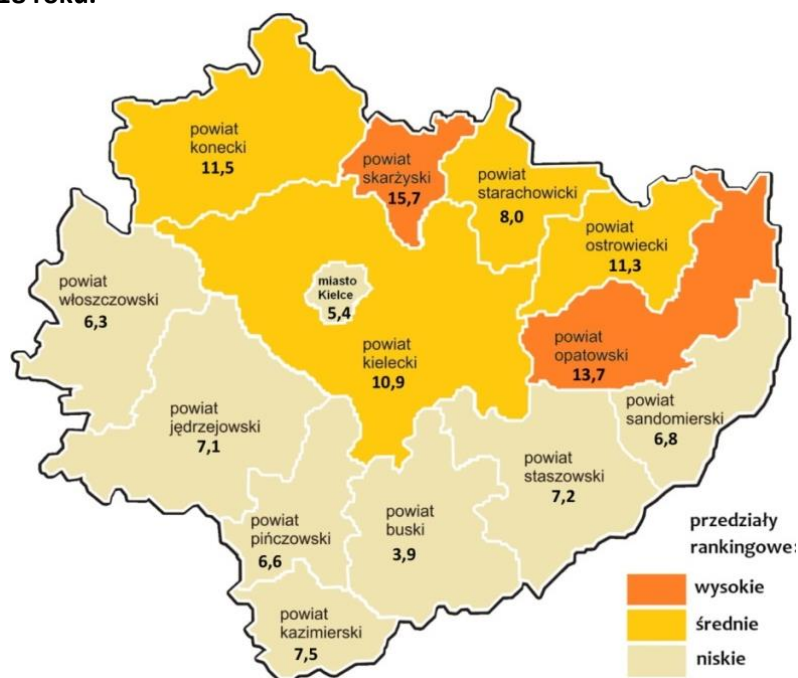 18 roku.
powiat
konecki
11,5
powiat
skarżyski
15,7
powiat
starachowicki
8,0
powiat
ostrowiecki
11,3
powiat
włoszczowski
6,3
miasto
Kielce
5,4
powiat
kielecki
10,9
powiat
opatowski
13,7
powiat
sandomierski
6,8
powiat
jędrzejowski
7,1
powiat
staszowski
7,2
powiat
pińczowski
6,6
powiat
buski
3,9
powiat
kazimierski
7,5
przedziały
rankingowe:
wysokie
średnie
niskie